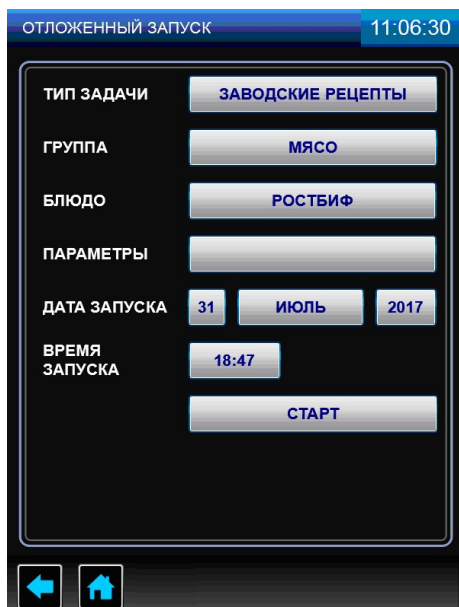 ОТЛОЖЕННЫЙ ЗАПУСК 11:06:30
ТИП ЗАДАЧИ ЗАВОДСКИЕ РЕЦЕПТЫ
ГРУППА МЯСО
БЛЮДО РОСТБИФ
ПАРАМЕТРЫ
ДАТА ЗАПУСКА 31 ИЮЛЬ 2017
ВРЕМЯ
ЗАПУСКА 18:47
СТАРТ